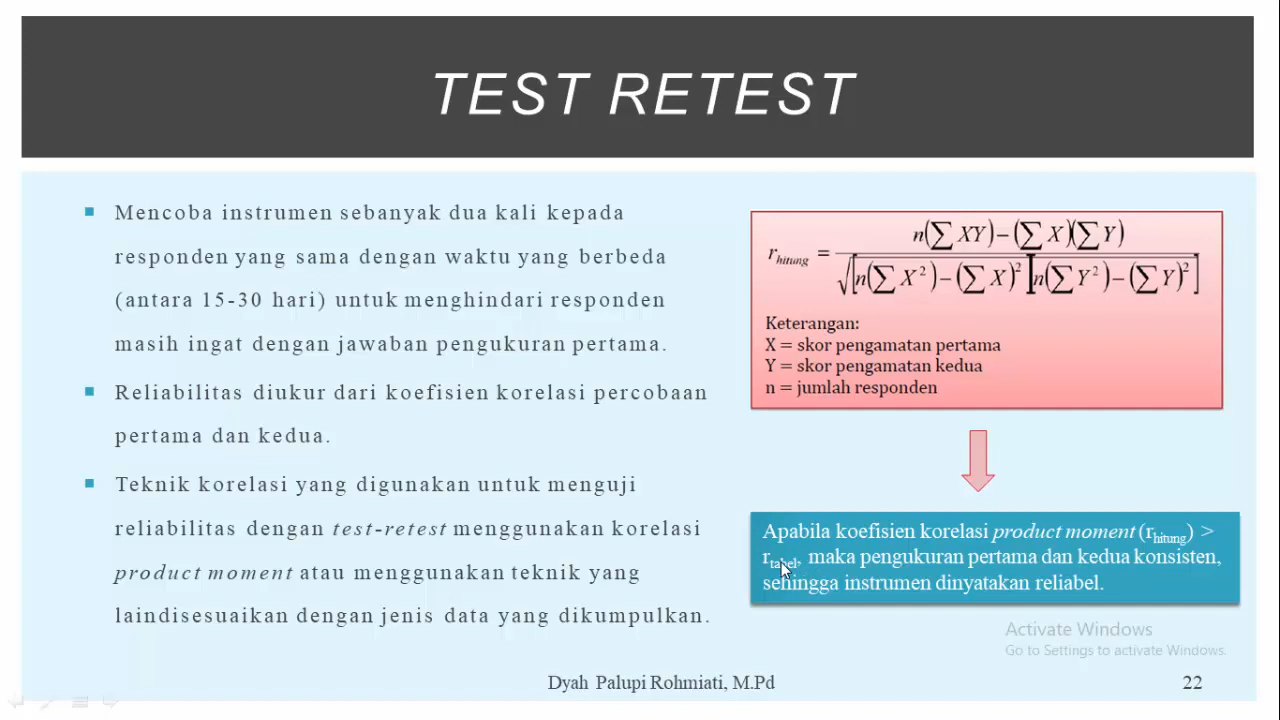 TEST RETEST
Mencoba instrumen sebanyak dua kali kepada
responden yang sama dengan waktu yang berbeda
(antara 15-30 hari) untuk menghindari responden
masih ingat dengan jawaban pengukuran pertama.
Reliabilitas diukur dari koefisien korelasi percobaan
pertama dan kedua.
Teknik korelasi yang digunakan untuk menguji
reliabilitas dengan test-retest menggunakan korelasi
product moment atau menggunakan teknik yang
laindisesuaikan dengan jenis data yang dikumpulkan.
r_hitung = n(∑XY)−(∑X)(∑Y) / √[n(∑X²)−(∑X)²][n(∑Y²)−(∑Y)²]
Keterangan:
X = skor pengamatan pertama
Y = skor pengamatan kedua
n = jumlah responden
Apabila koefisien korelasi product moment (r_hitung) >
r_tabel, maka pengukuran pertama dan kedua konsisten,
sehingga instrumen dinyatakan reliabel.
Activate Windows
Go to Settings to activate Windows.
Dyah Palupi Rohmiati, M.Pd
22